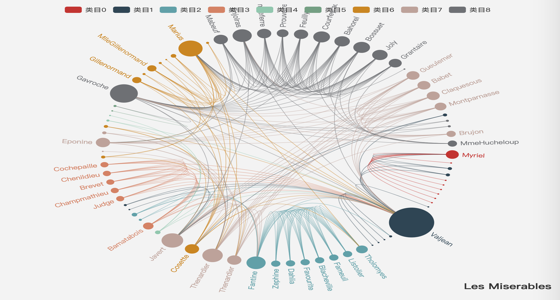 类目0 类目1 类目2 类目3 类目4 类目5 类目6 类目7 类目8
Mabeuf
Enjolras
Combeferre
Prouvaire
Feuilly
Courfeyrac
Bahorel
Bossuet
Joly
Grantaire
Gueulemer
Babet
Claquesous
Montparnasse
Brujon
MmeHucheloup
Myriel
Valjean
Tholomyes
Listolier
Fameuil
Blacheville
Favourite
Dahlia
Zephine
Fantine
Thenardier
Cosette
Javert
Bamatabois
Judge
Champmathieu
Brevet
Chenildieu
Cochepaille
Eponine
Gavroche
Gillenormand
MlleGillenormand
Marius
Les Miserables